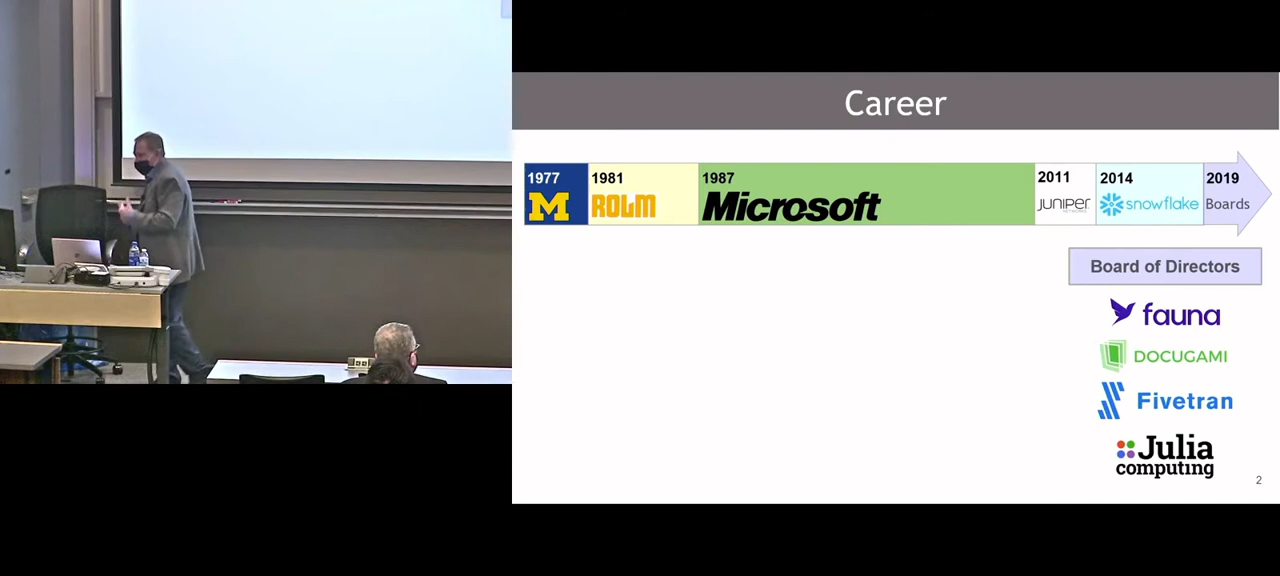 Career
1977
M
1981
ROLM
1987
Microsoft
2011
JUNIPER
NETWORKS
2014
snowflake
2019
Boards
Board of Directors
fauna
DOCUGAMI
Fivetran
Julia
computing
2